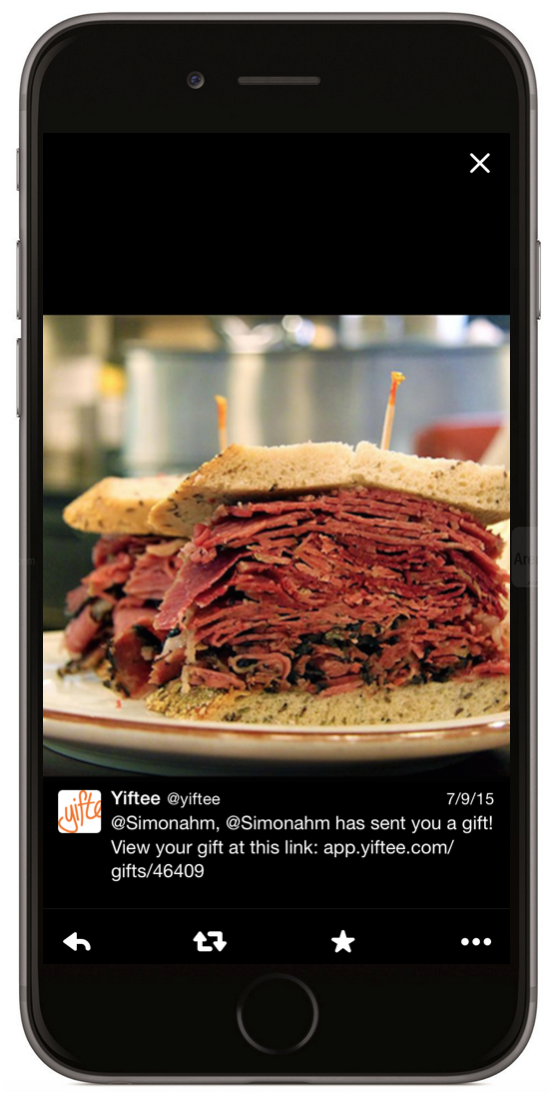 Yiftee @yiftee 7/9/15
@Simonahm, @Simonahm has sent you a gift!
View your gift at this link: app.yiftee.com/
gifts/46409